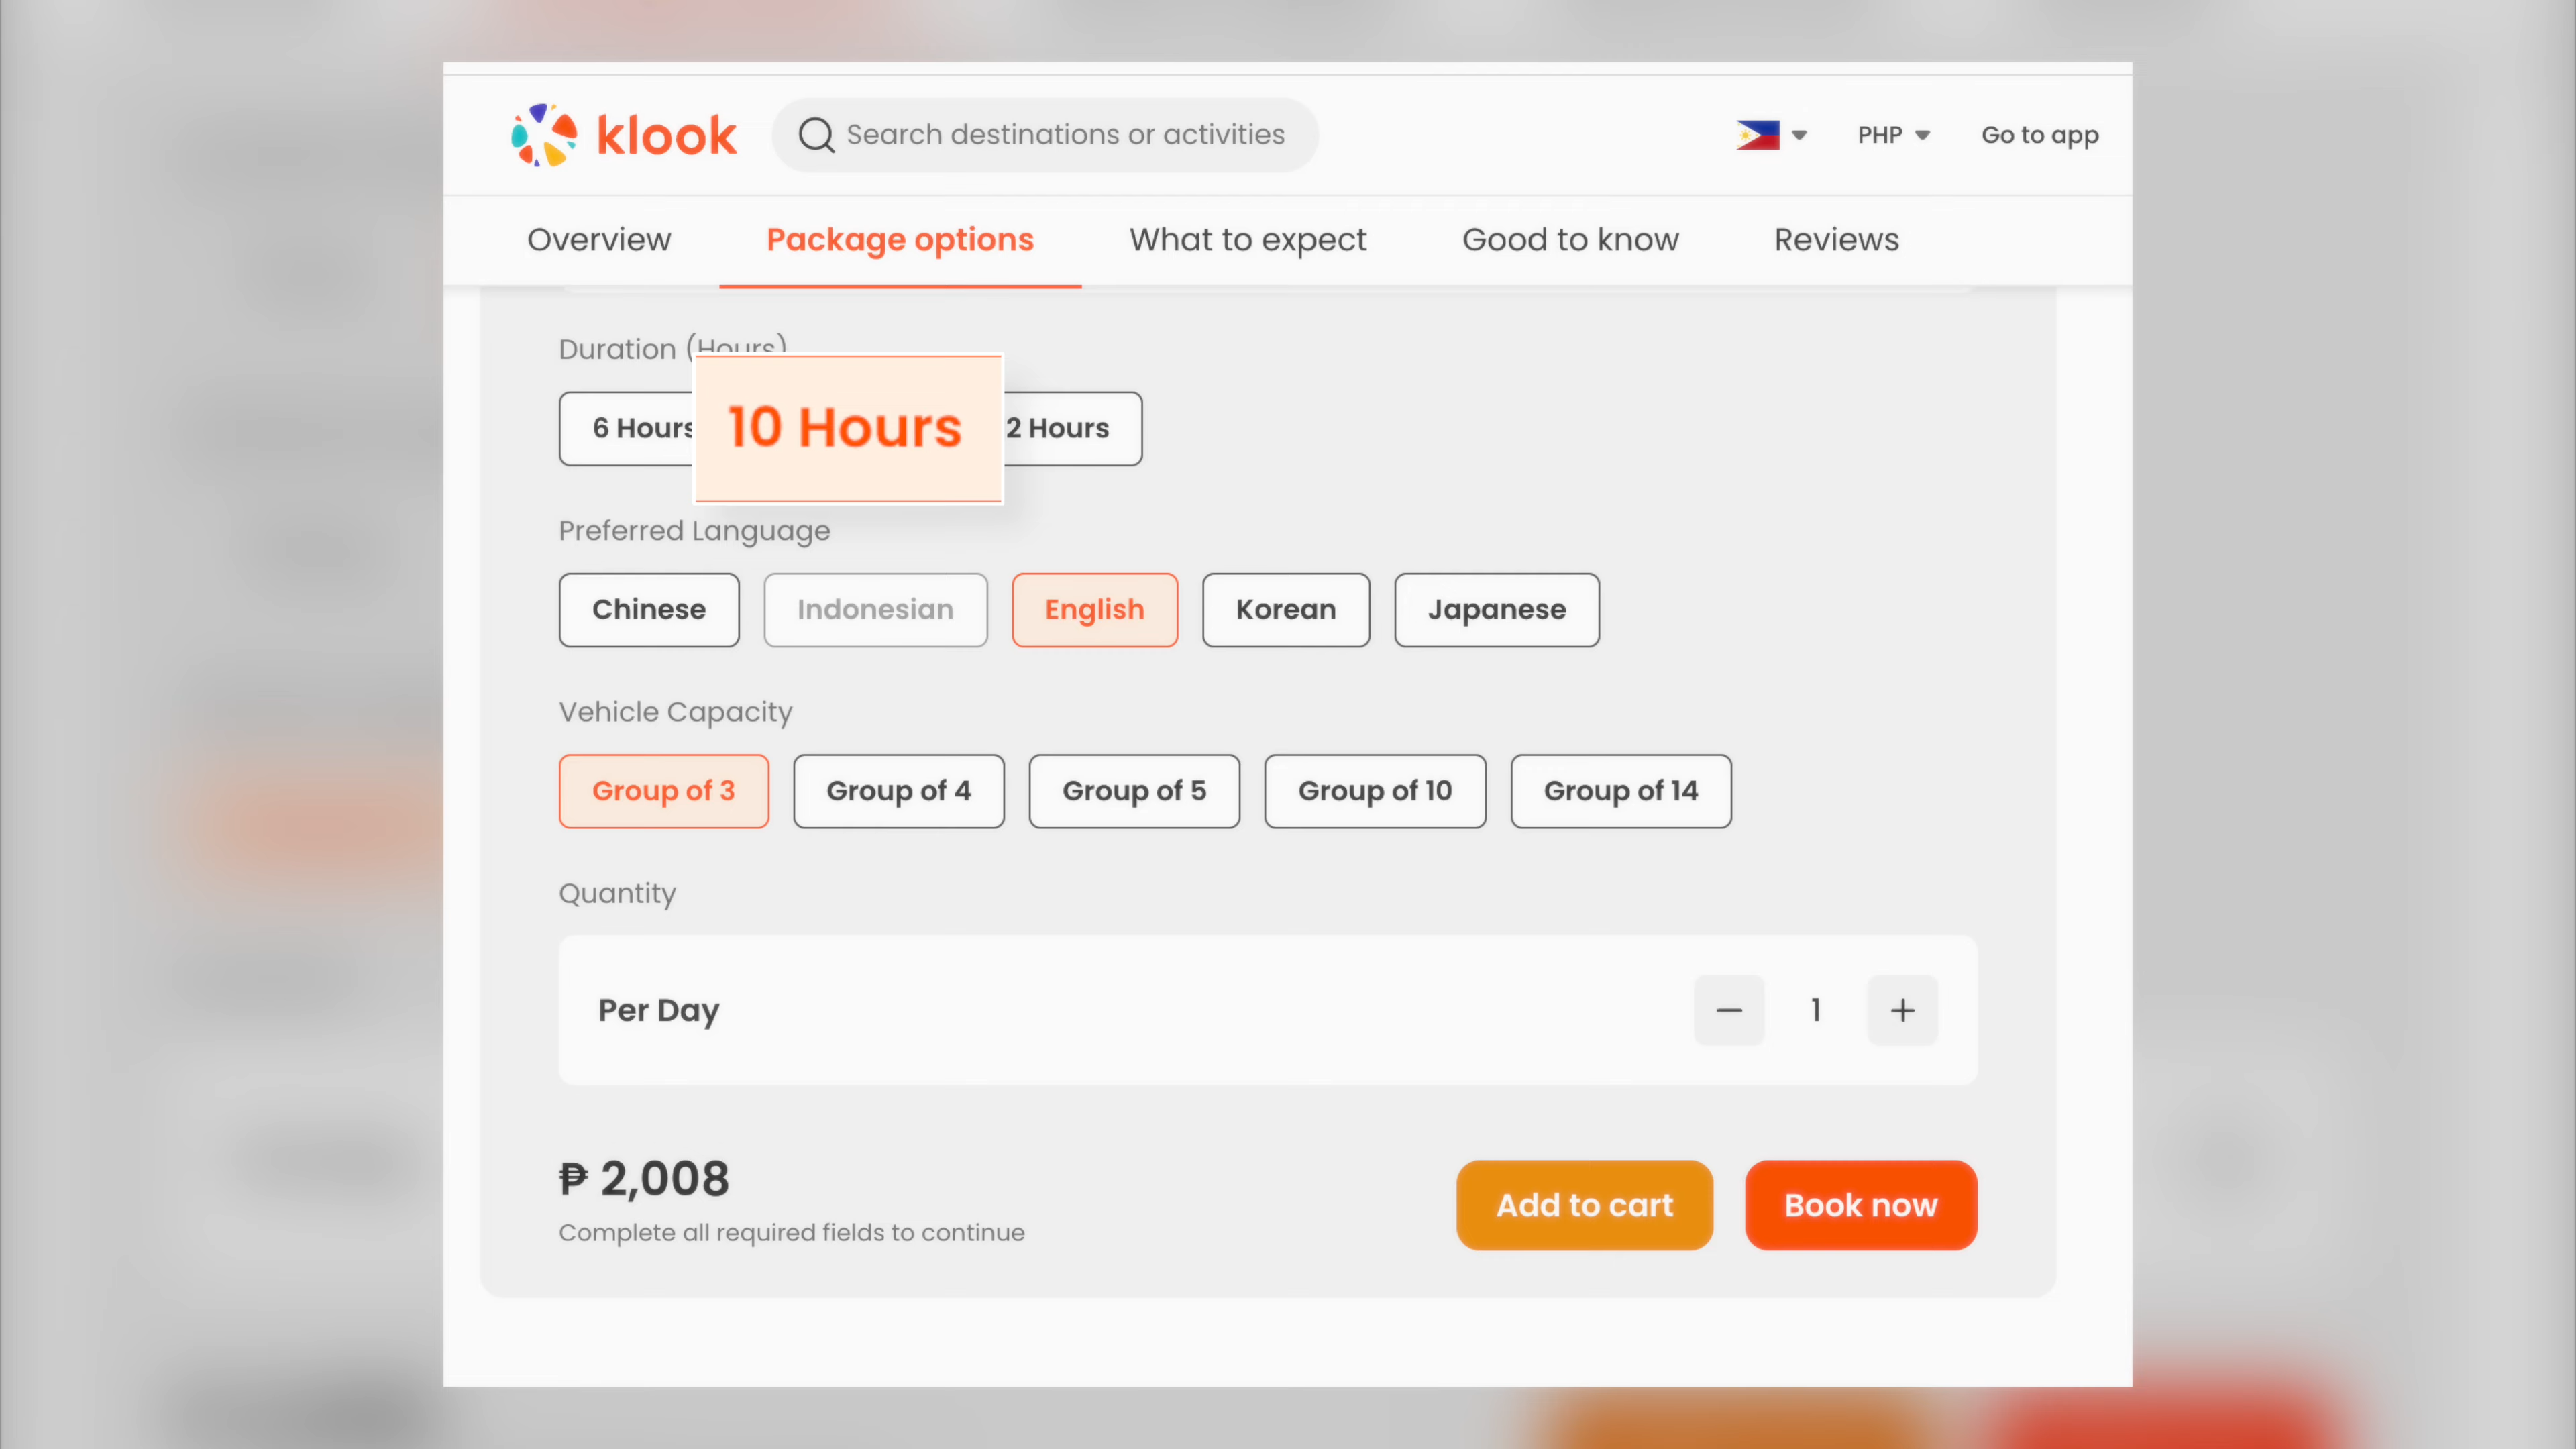 klook
Search destinations or activities
PHP
Go to app
Overview
Package options
What to expect
Good to know
Reviews
Duration (Hours)
6 Hours
10 Hours
2 Hours
Preferred Language
Chinese
Indonesian
English
Korean
Japanese
Vehicle Capacity
Group of 3
Group of 4
Group of 5
Group of 10
Group of 14
Quantity
Per Day
1
₱ 2,008
Complete all required fields to continue
Add to cart
Book now